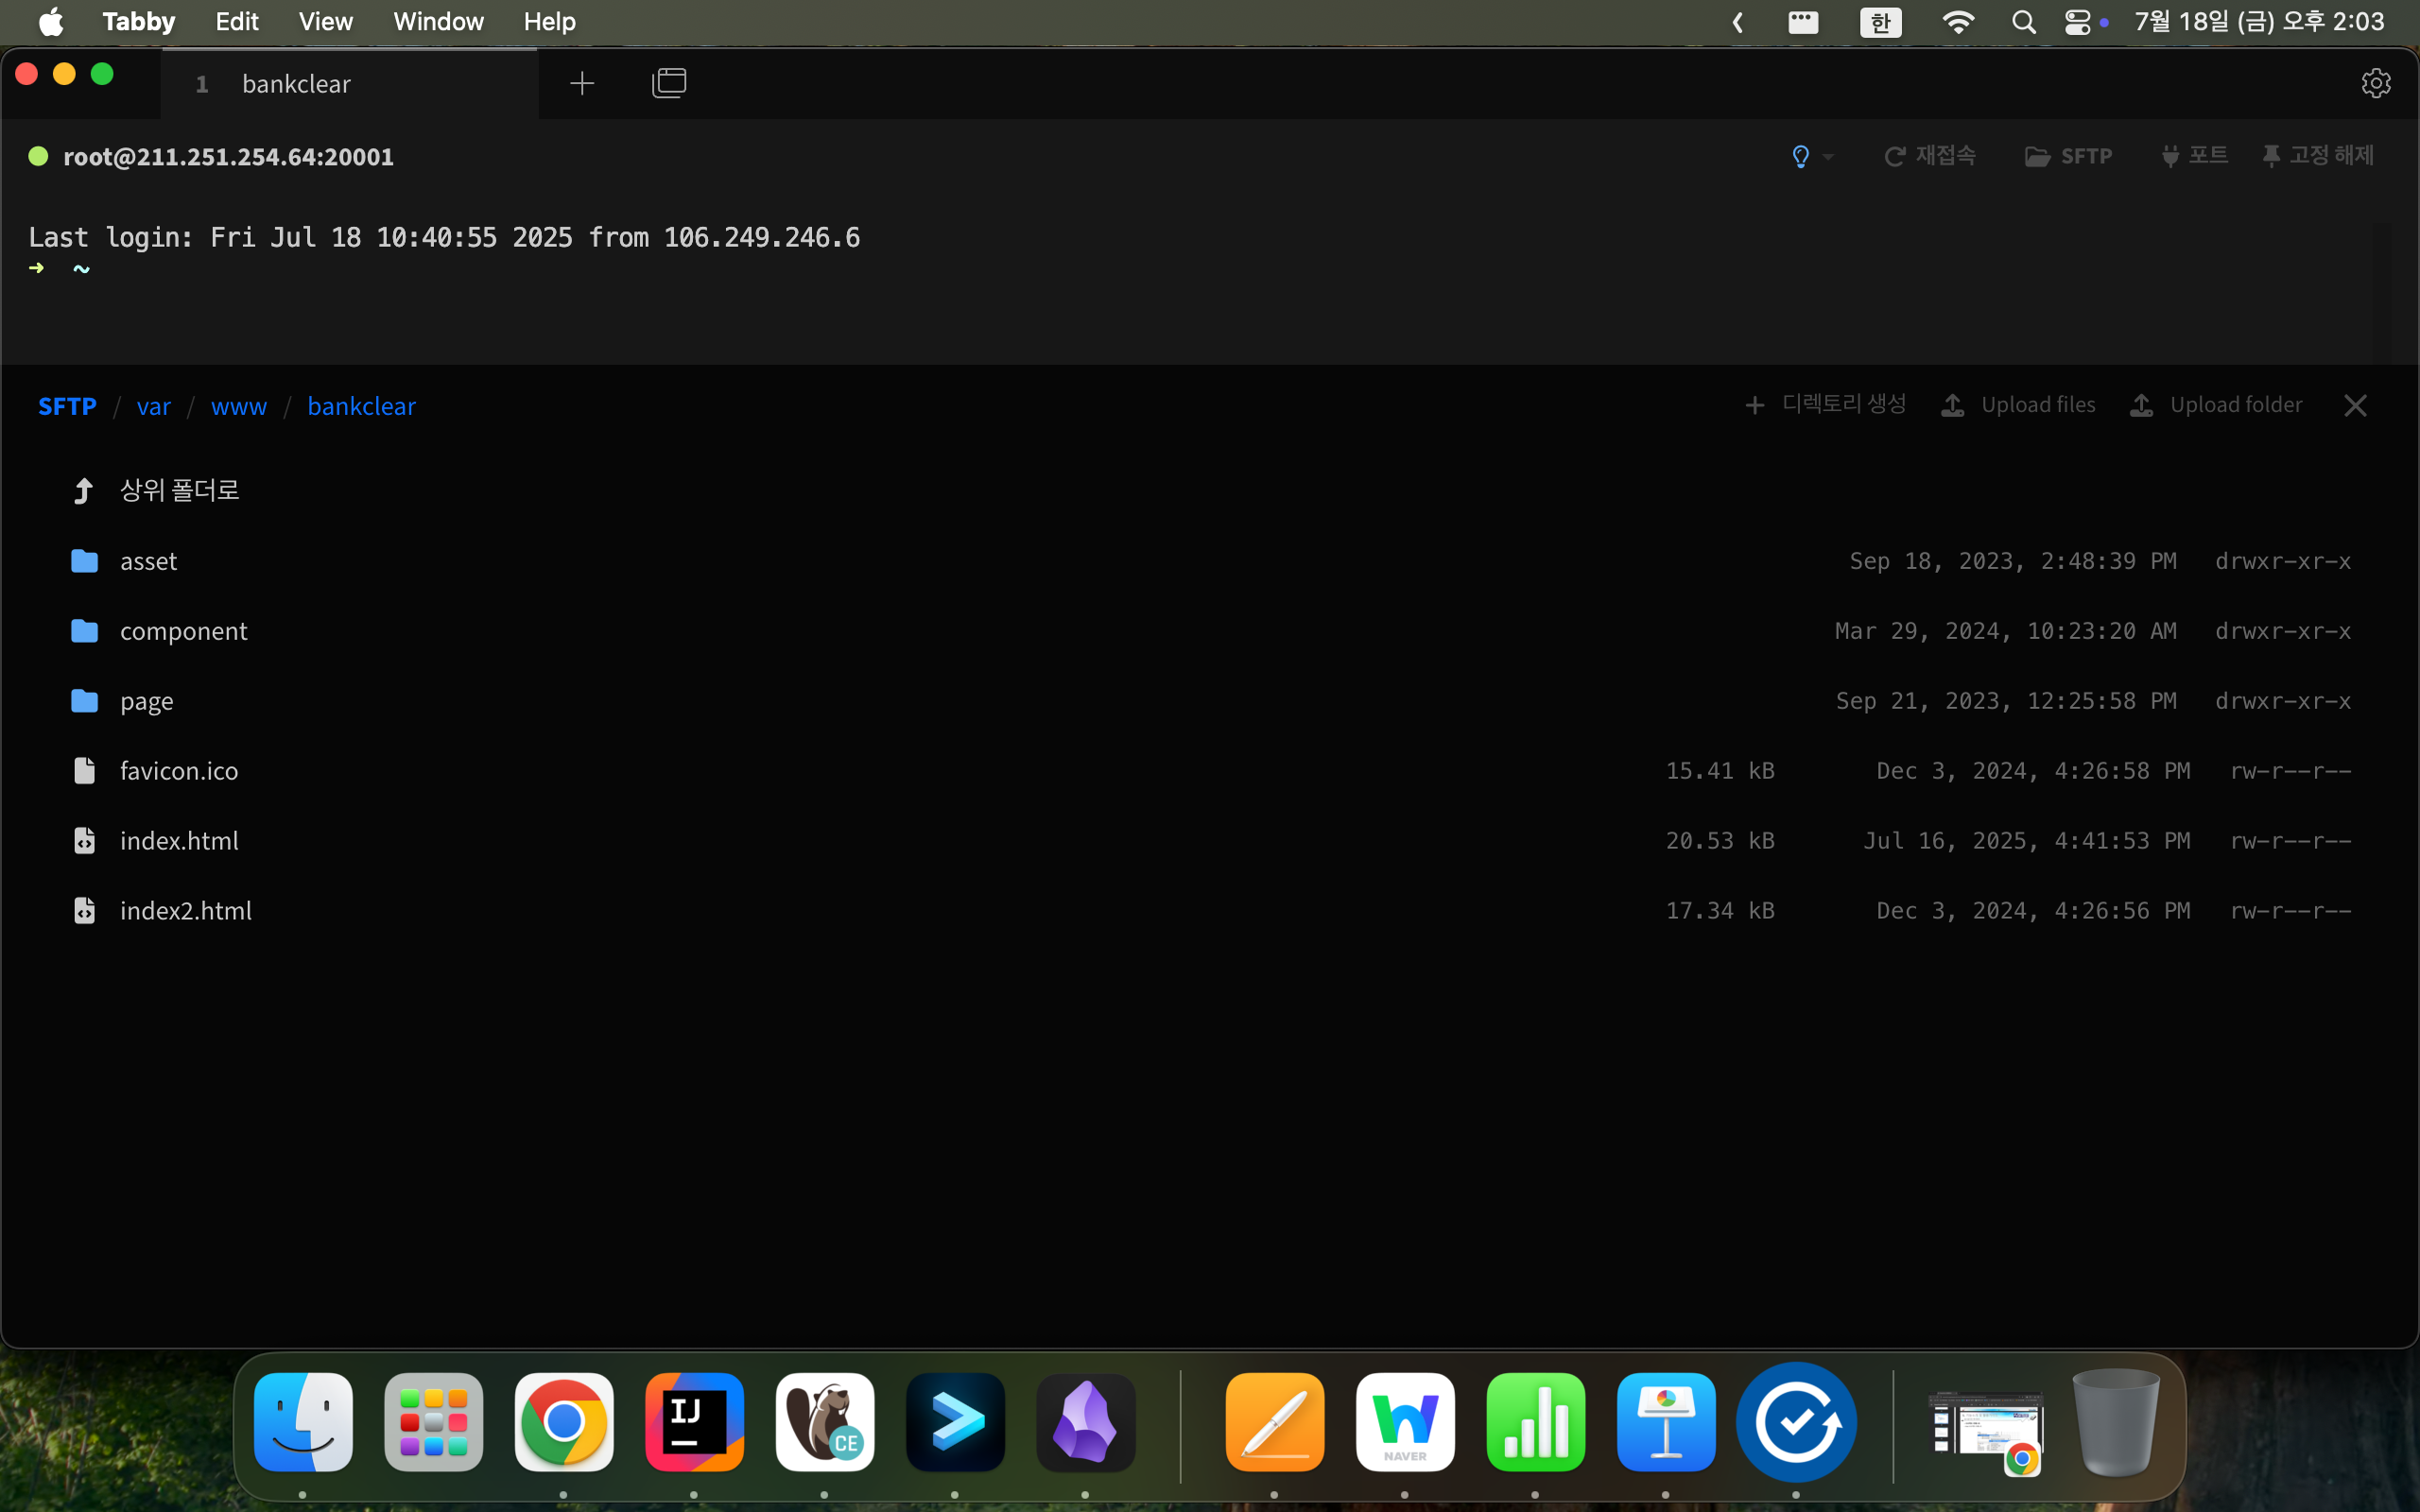 Tabby Edit View Window Help 한 7월 18일 (금) 오후 2:03
1 bankclear
root@211.251.254.64:20001 재접속 SFTP 포트 고정 해제
Last login: Fri Jul 18 10:40:55 2025 from 106.249.246.6
➜ ~
SFTP / var / www / bankclear + 디렉토리 생성 Upload files Upload folder
상위 폴더로
asset Sep 18, 2023, 2:48:39 PM drwxr-xr-x
component Mar 29, 2024, 10:23:20 AM drwxr-xr-x
page Sep 21, 2023, 12:25:58 PM drwxr-xr-x
favicon.ico 15.41 kB Dec 3, 2024, 4:26:58 PM rw-r--r--
index.html 20.53 kB Jul 16, 2025, 4:41:53 PM rw-r--r--
index2.html 17.34 kB Dec 3, 2024, 4:26:56 PM rw-r--r--
IJ
CE
NAVER